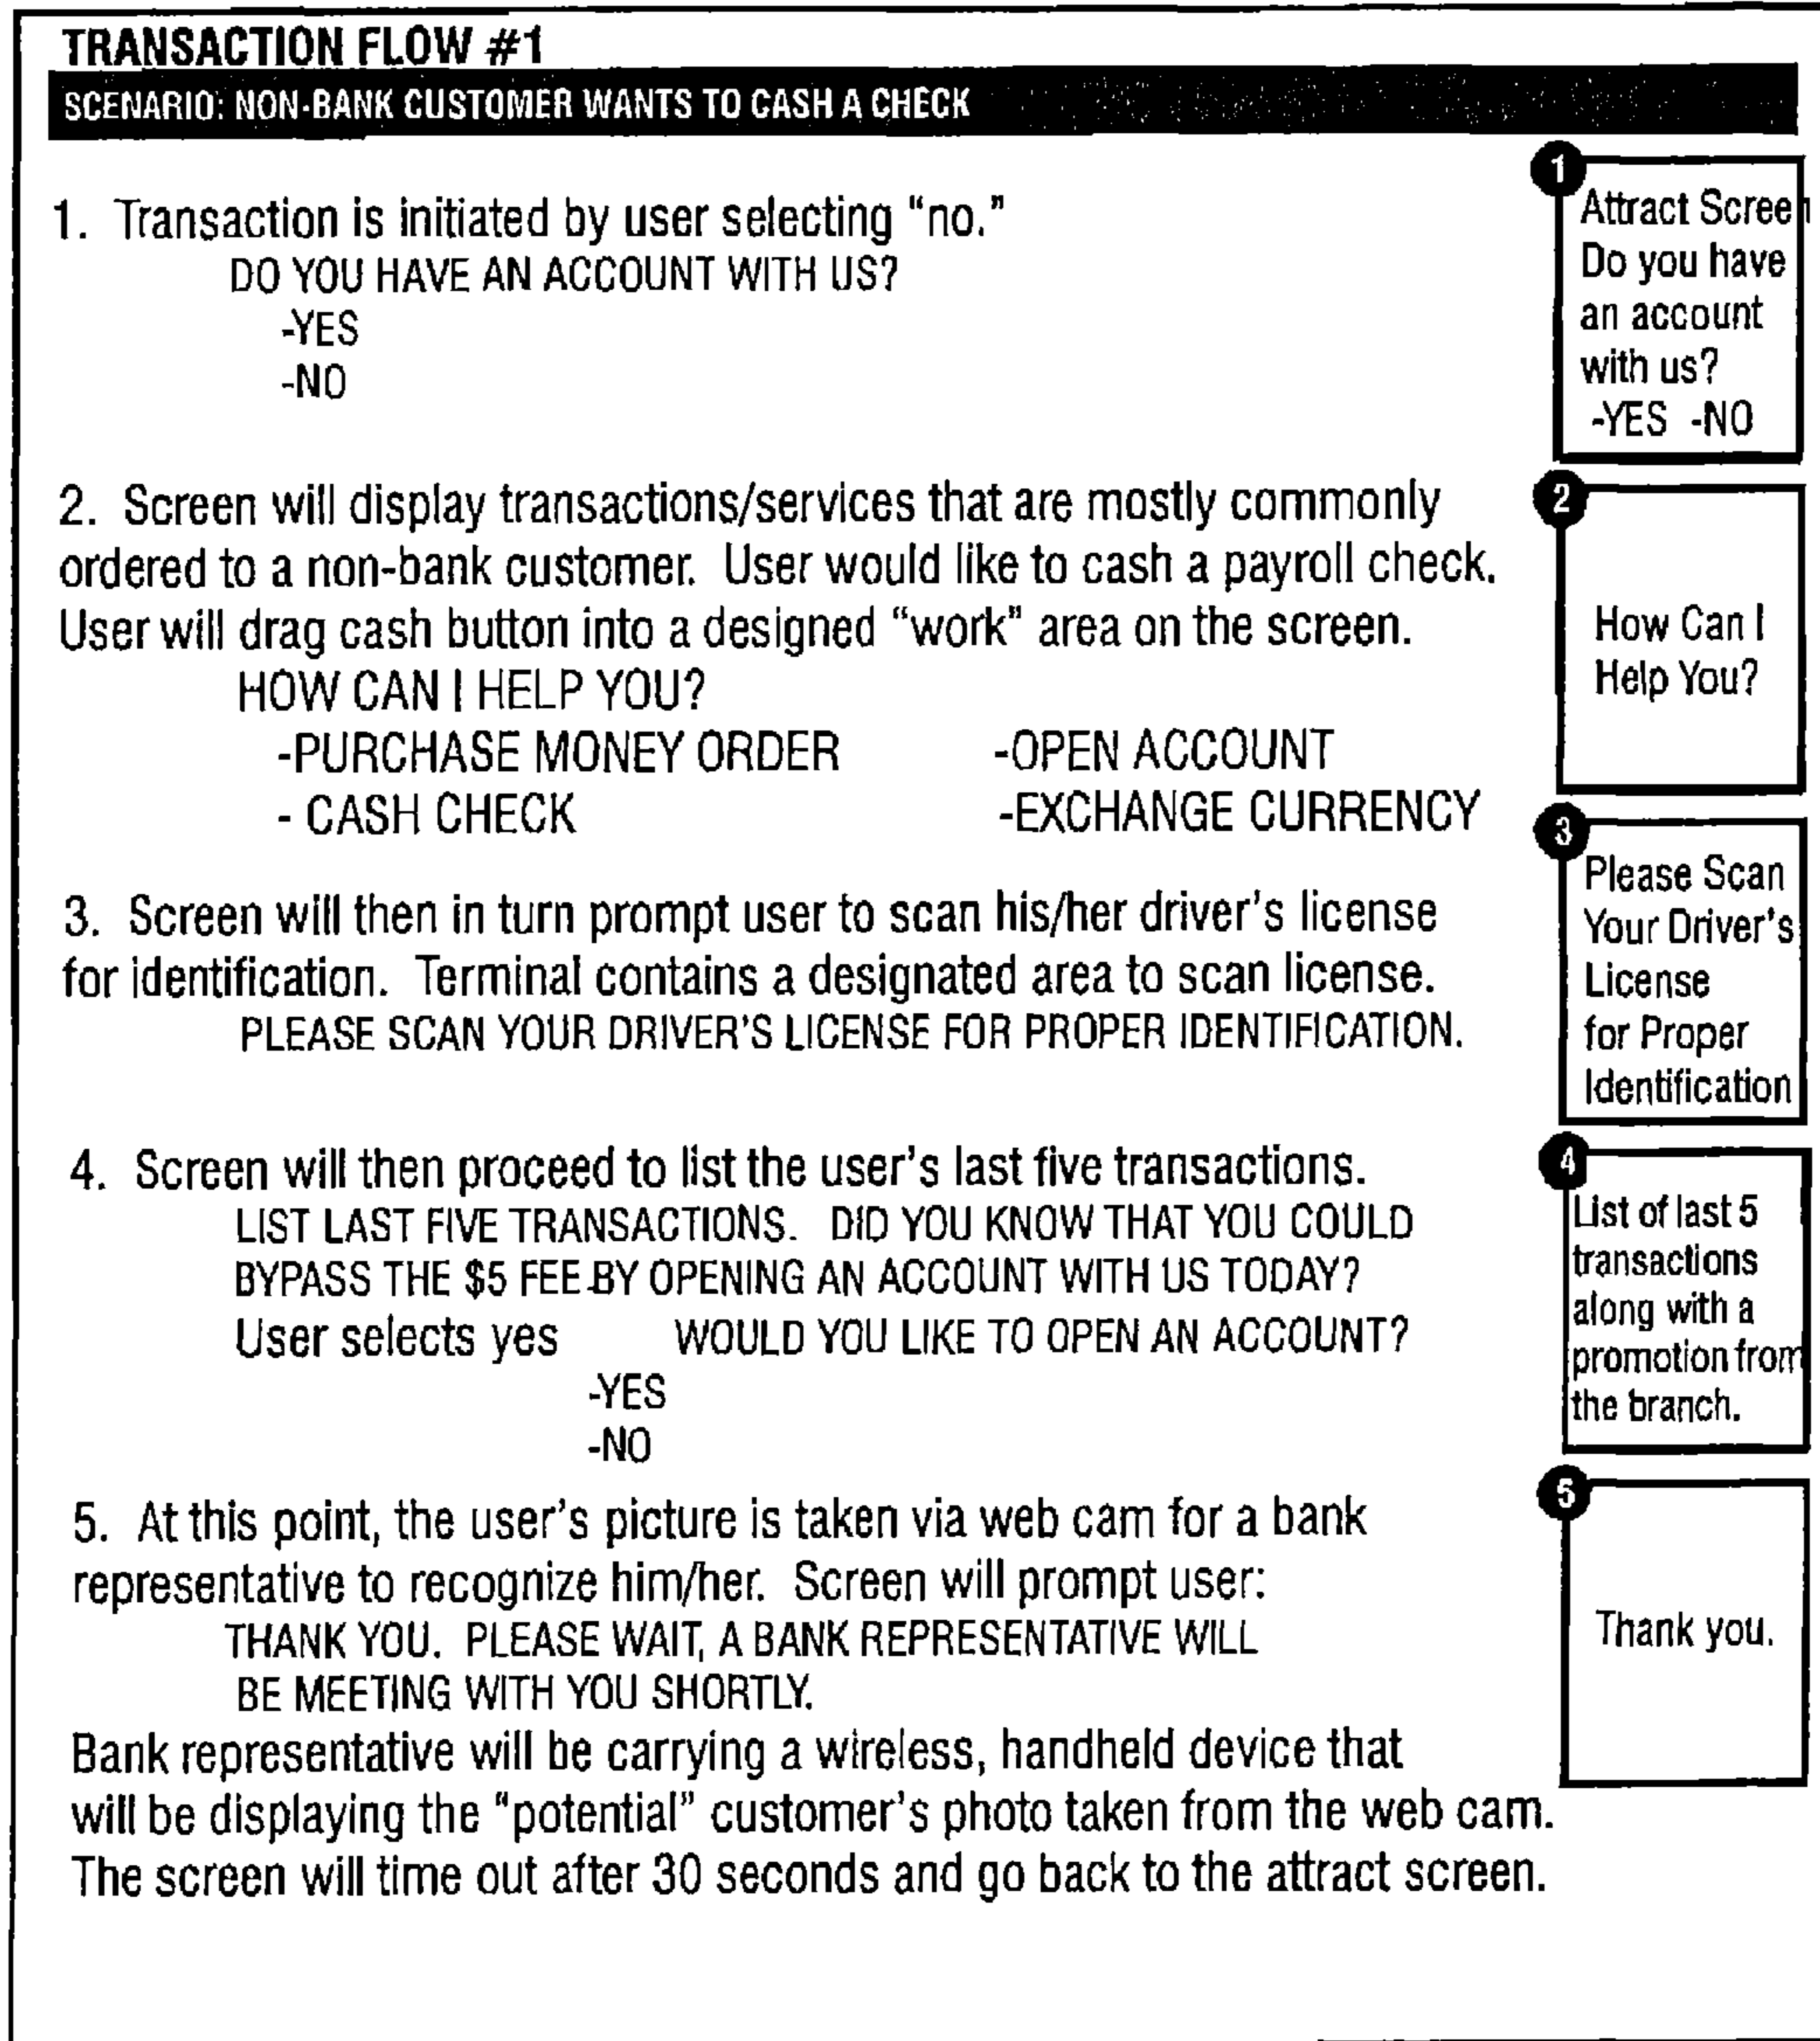 TRANSACTION FLOW #1
SCENARIO: NON-BANK CUSTOMER WANTS TO CASH A CHECK
1. Transaction is initiated by user selecting “no.”
DO YOU HAVE AN ACCOUNT WITH US?
-YES
-NO
2. Screen will display transactions/services that are mostly commonly
ordered to a non-bank customer. User would like to cash a payroll check.
User will drag cash button into a designed “work” area on the screen.
HOW CAN I HELP YOU?
-PURCHASE MONEY ORDER -OPEN ACCOUNT
- CASH CHECK -EXCHANGE CURRENCY
3. Screen will then in turn prompt user to scan his/her driver's license
for identification. Terminal contains a designated area to scan license.
PLEASE SCAN YOUR DRIVER'S LICENSE FOR PROPER IDENTIFICATION.
4. Screen will then proceed to list the user's last five transactions.
LIST LAST FIVE TRANSACTIONS. DID YOU KNOW THAT YOU COULD
BYPASS THE $5 FEE BY OPENING AN ACCOUNT WITH US TODAY?
User selects yes WOULD YOU LIKE TO OPEN AN ACCOUNT?
-YES
-NO
5. At this point, the user's picture is taken via web cam for a bank
representative to recognize him/her. Screen will prompt user:
THANK YOU. PLEASE WAIT, A BANK REPRESENTATIVE WILL
BE MEETING WITH YOU SHORTLY.
Bank representative will be carrying a wireless, handheld device that
will be displaying the “potential” customer's photo taken from the web cam.
The screen will time out after 30 seconds and go back to the attract screen.
1
Attract Screen
Do you have
an account
with us?
-YES -NO
2
How Can I
Help You?
3
Please Scan
Your Driver's
License
for Proper
Identification
4
List of last 5
transactions
along with a
promotion from
the branch.
5
Thank you.